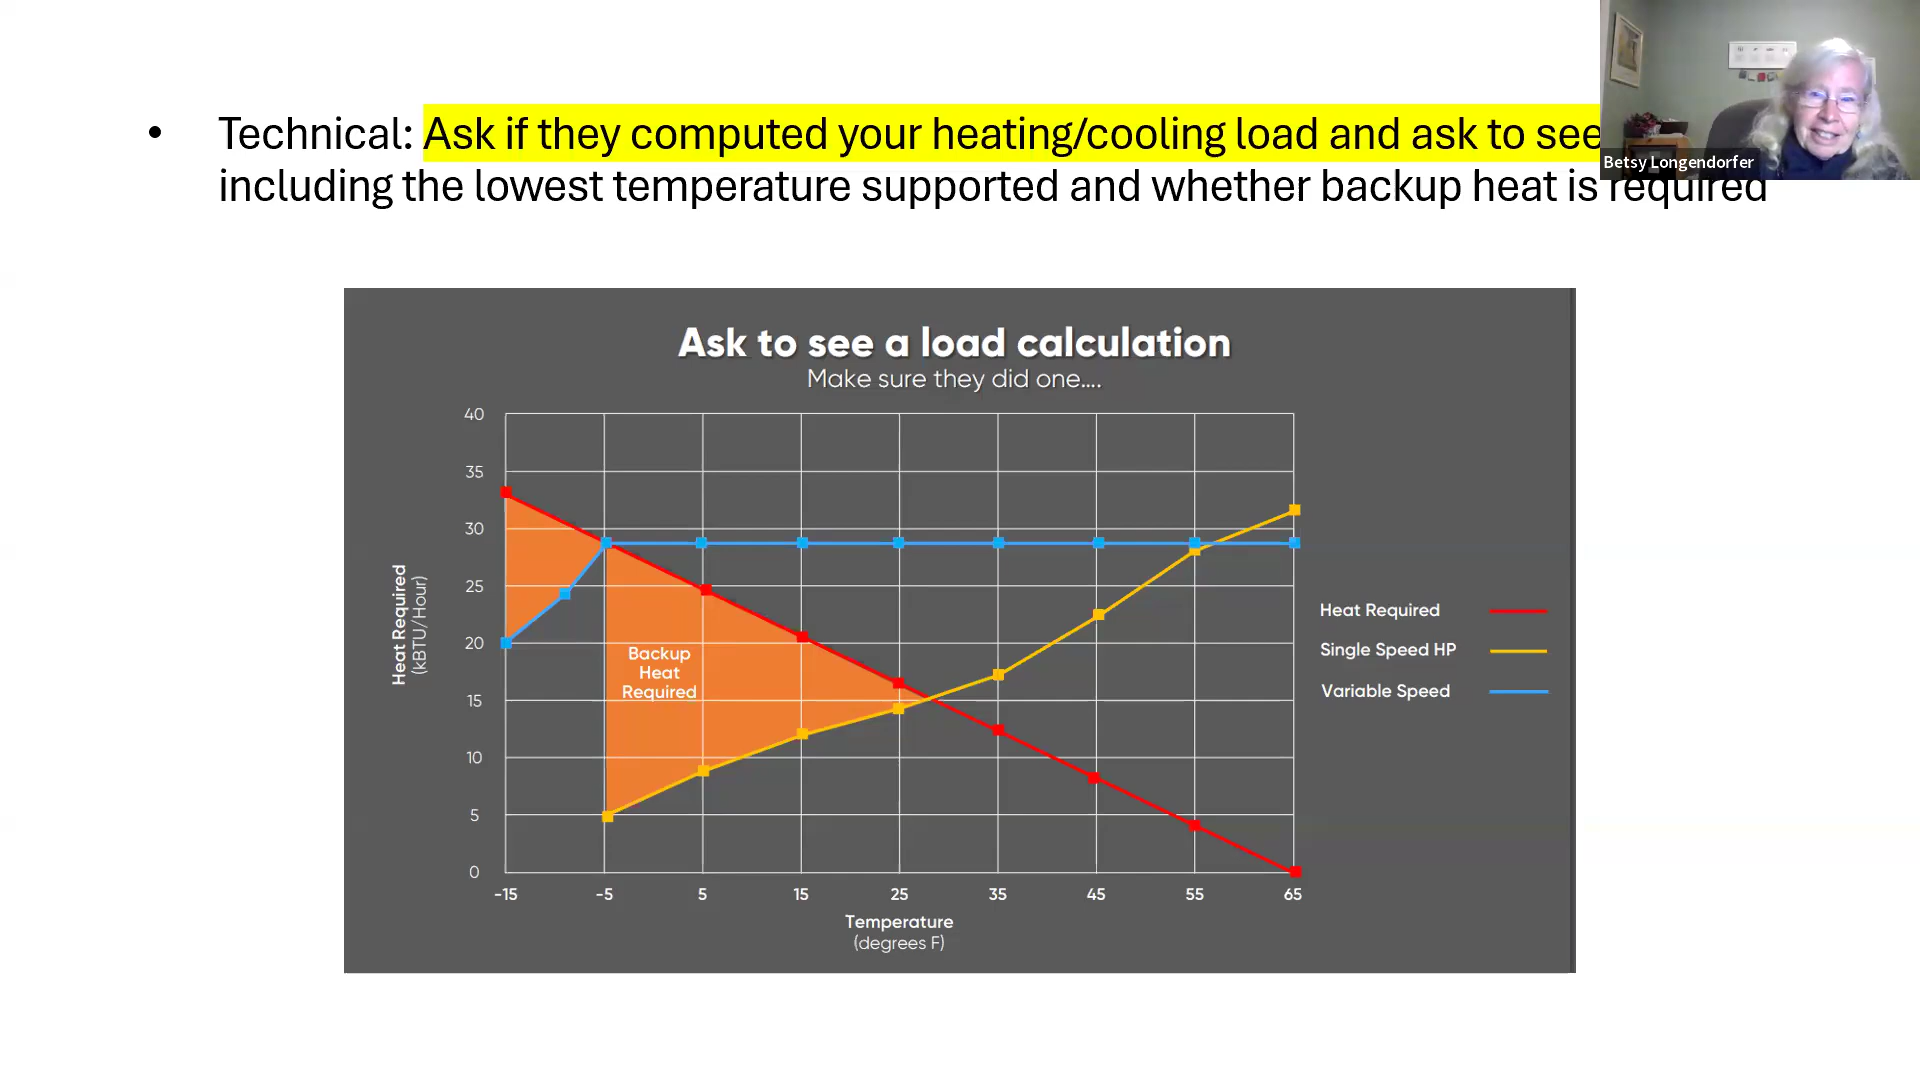 • Technical: Ask if they computed your heating/cooling load and ask to see
Betsy Longendorfer
including the lowest temperature supported and whether backup heat is required
Ask to see a load calculation
Make sure they did one....
40
35
30
25
20
15
10
5
0
Heat Required
(kBTU/Hour)
Backup
Heat
Required
Heat Required
Single Speed HP
Variable Speed
-15 -5 5 15 25 35 45 55 65
Temperature
(degrees F)